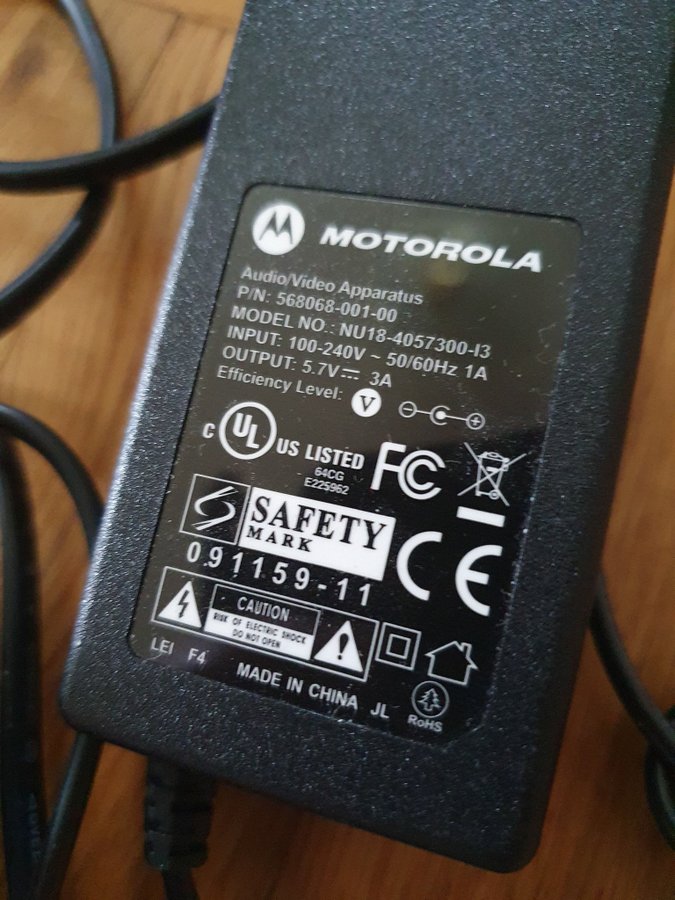 MOTOROLA
Audio/Video Apparatus
P/N: 568068-001-00
MODEL NO.: NU18-4057300-I3
INPUT: 100-240V ~ 50/60Hz 1A
OUTPUT: 5.7V⎓ 3A
Efficiency Level: V
c UL US LISTED
64CG
E225962
FC
SAFETY
MARK
CE
091159-11
CAUTION
RISK OF ELECTRIC SHOCK
DO NOT OPEN
LEI F4
MADE IN CHINA JL
RoHS